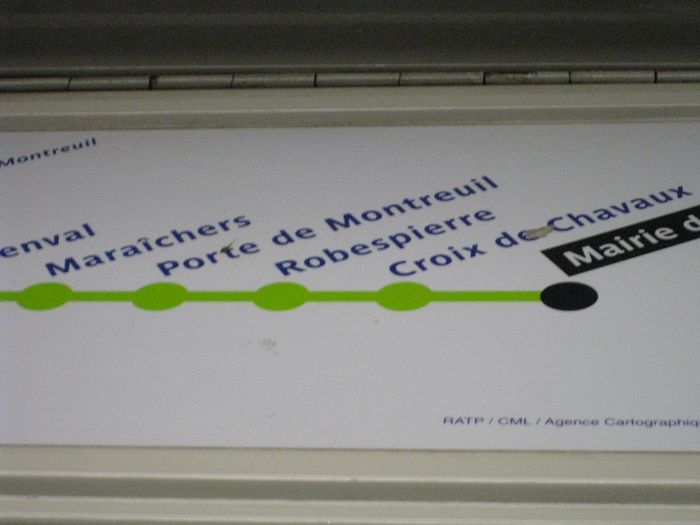 Montreuil
enval
Maraîchers
Porte de Montreuil
Robespierre
Croix de Chavaux
Mairie d
RATP / CML / Agence Cartographiq